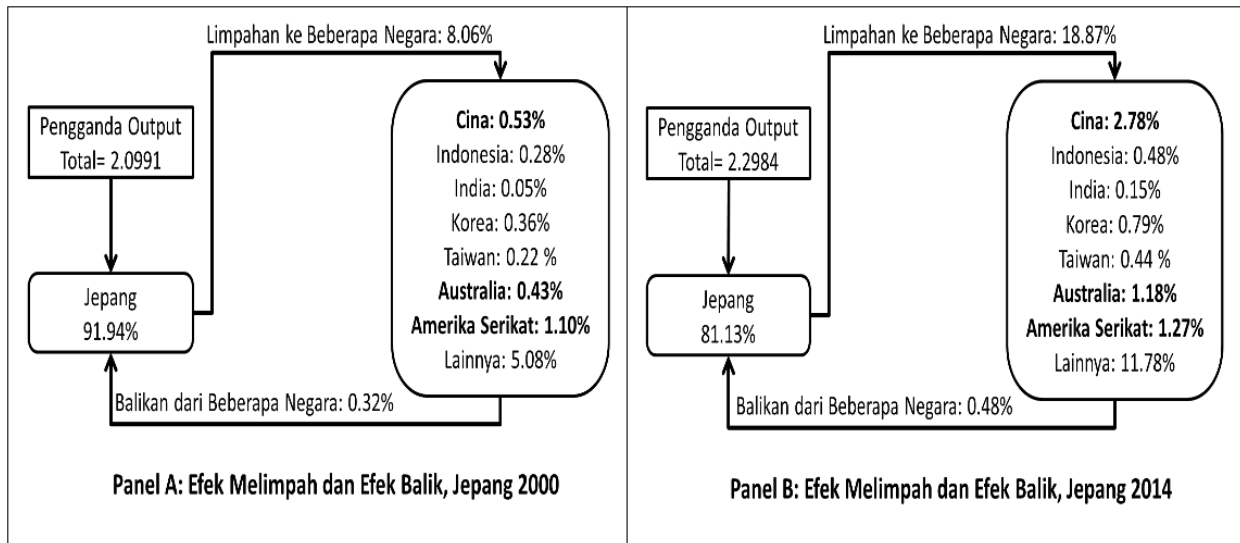 Limpahan ke Beberapa Negara: 8.06%
Pengganda Output
Total= 2.0991
Jepang
91.94%
Cina: 0.53%
Indonesia: 0.28%
India: 0.05%
Korea: 0.36%
Taiwan: 0.22 %
Australia: 0.43%
Amerika Serikat: 1.10%
Lainnya: 5.08%
Balikan dari Beberapa Negara: 0.32%
Panel A: Efek Melimpah dan Efek Balik, Jepang 2000
Limpahan ke Beberapa Negara: 18.87%
Pengganda Output
Total= 2.2984
Jepang
81.13%
Cina: 2.78%
Indonesia: 0.48%
India: 0.15%
Korea: 0.79%
Taiwan: 0.44 %
Australia: 1.18%
Amerika Serikat: 1.27%
Lainnya: 11.78%
Balikan dari Beberapa Negara: 0.48%
Panel B: Efek Melimpah dan Efek Balik, Jepang 2014